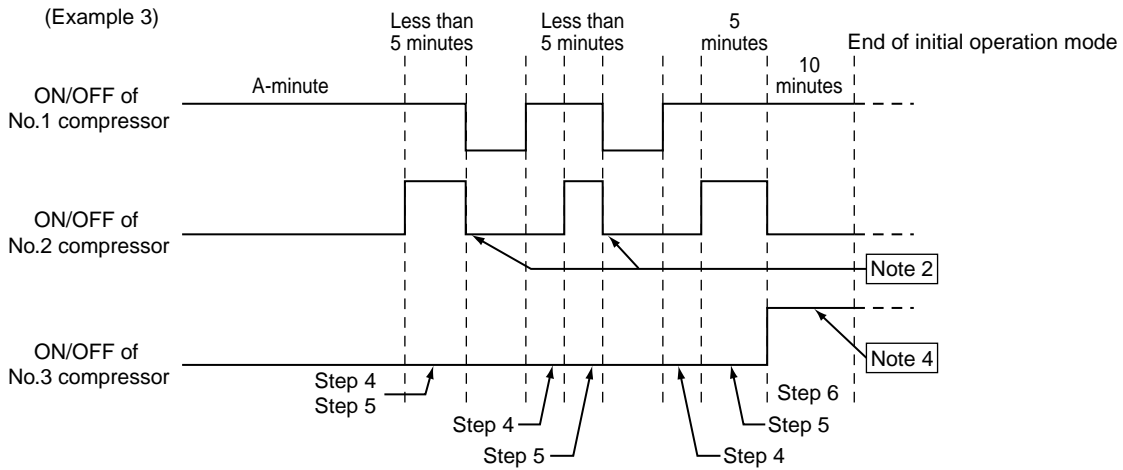 (Example 3)
Less than
5 minutes
Less than
5 minutes
5
minutes
End of initial operation mode
10
minutes
A-minute
ON/OFF of
No.1 compressor
ON/OFF of
No.2 compressor
Note 2
ON/OFF of
No.3 compressor
Note 4
Step 4
Step 5
Step 6
Step 4
Step 5
Step 5
Step 4